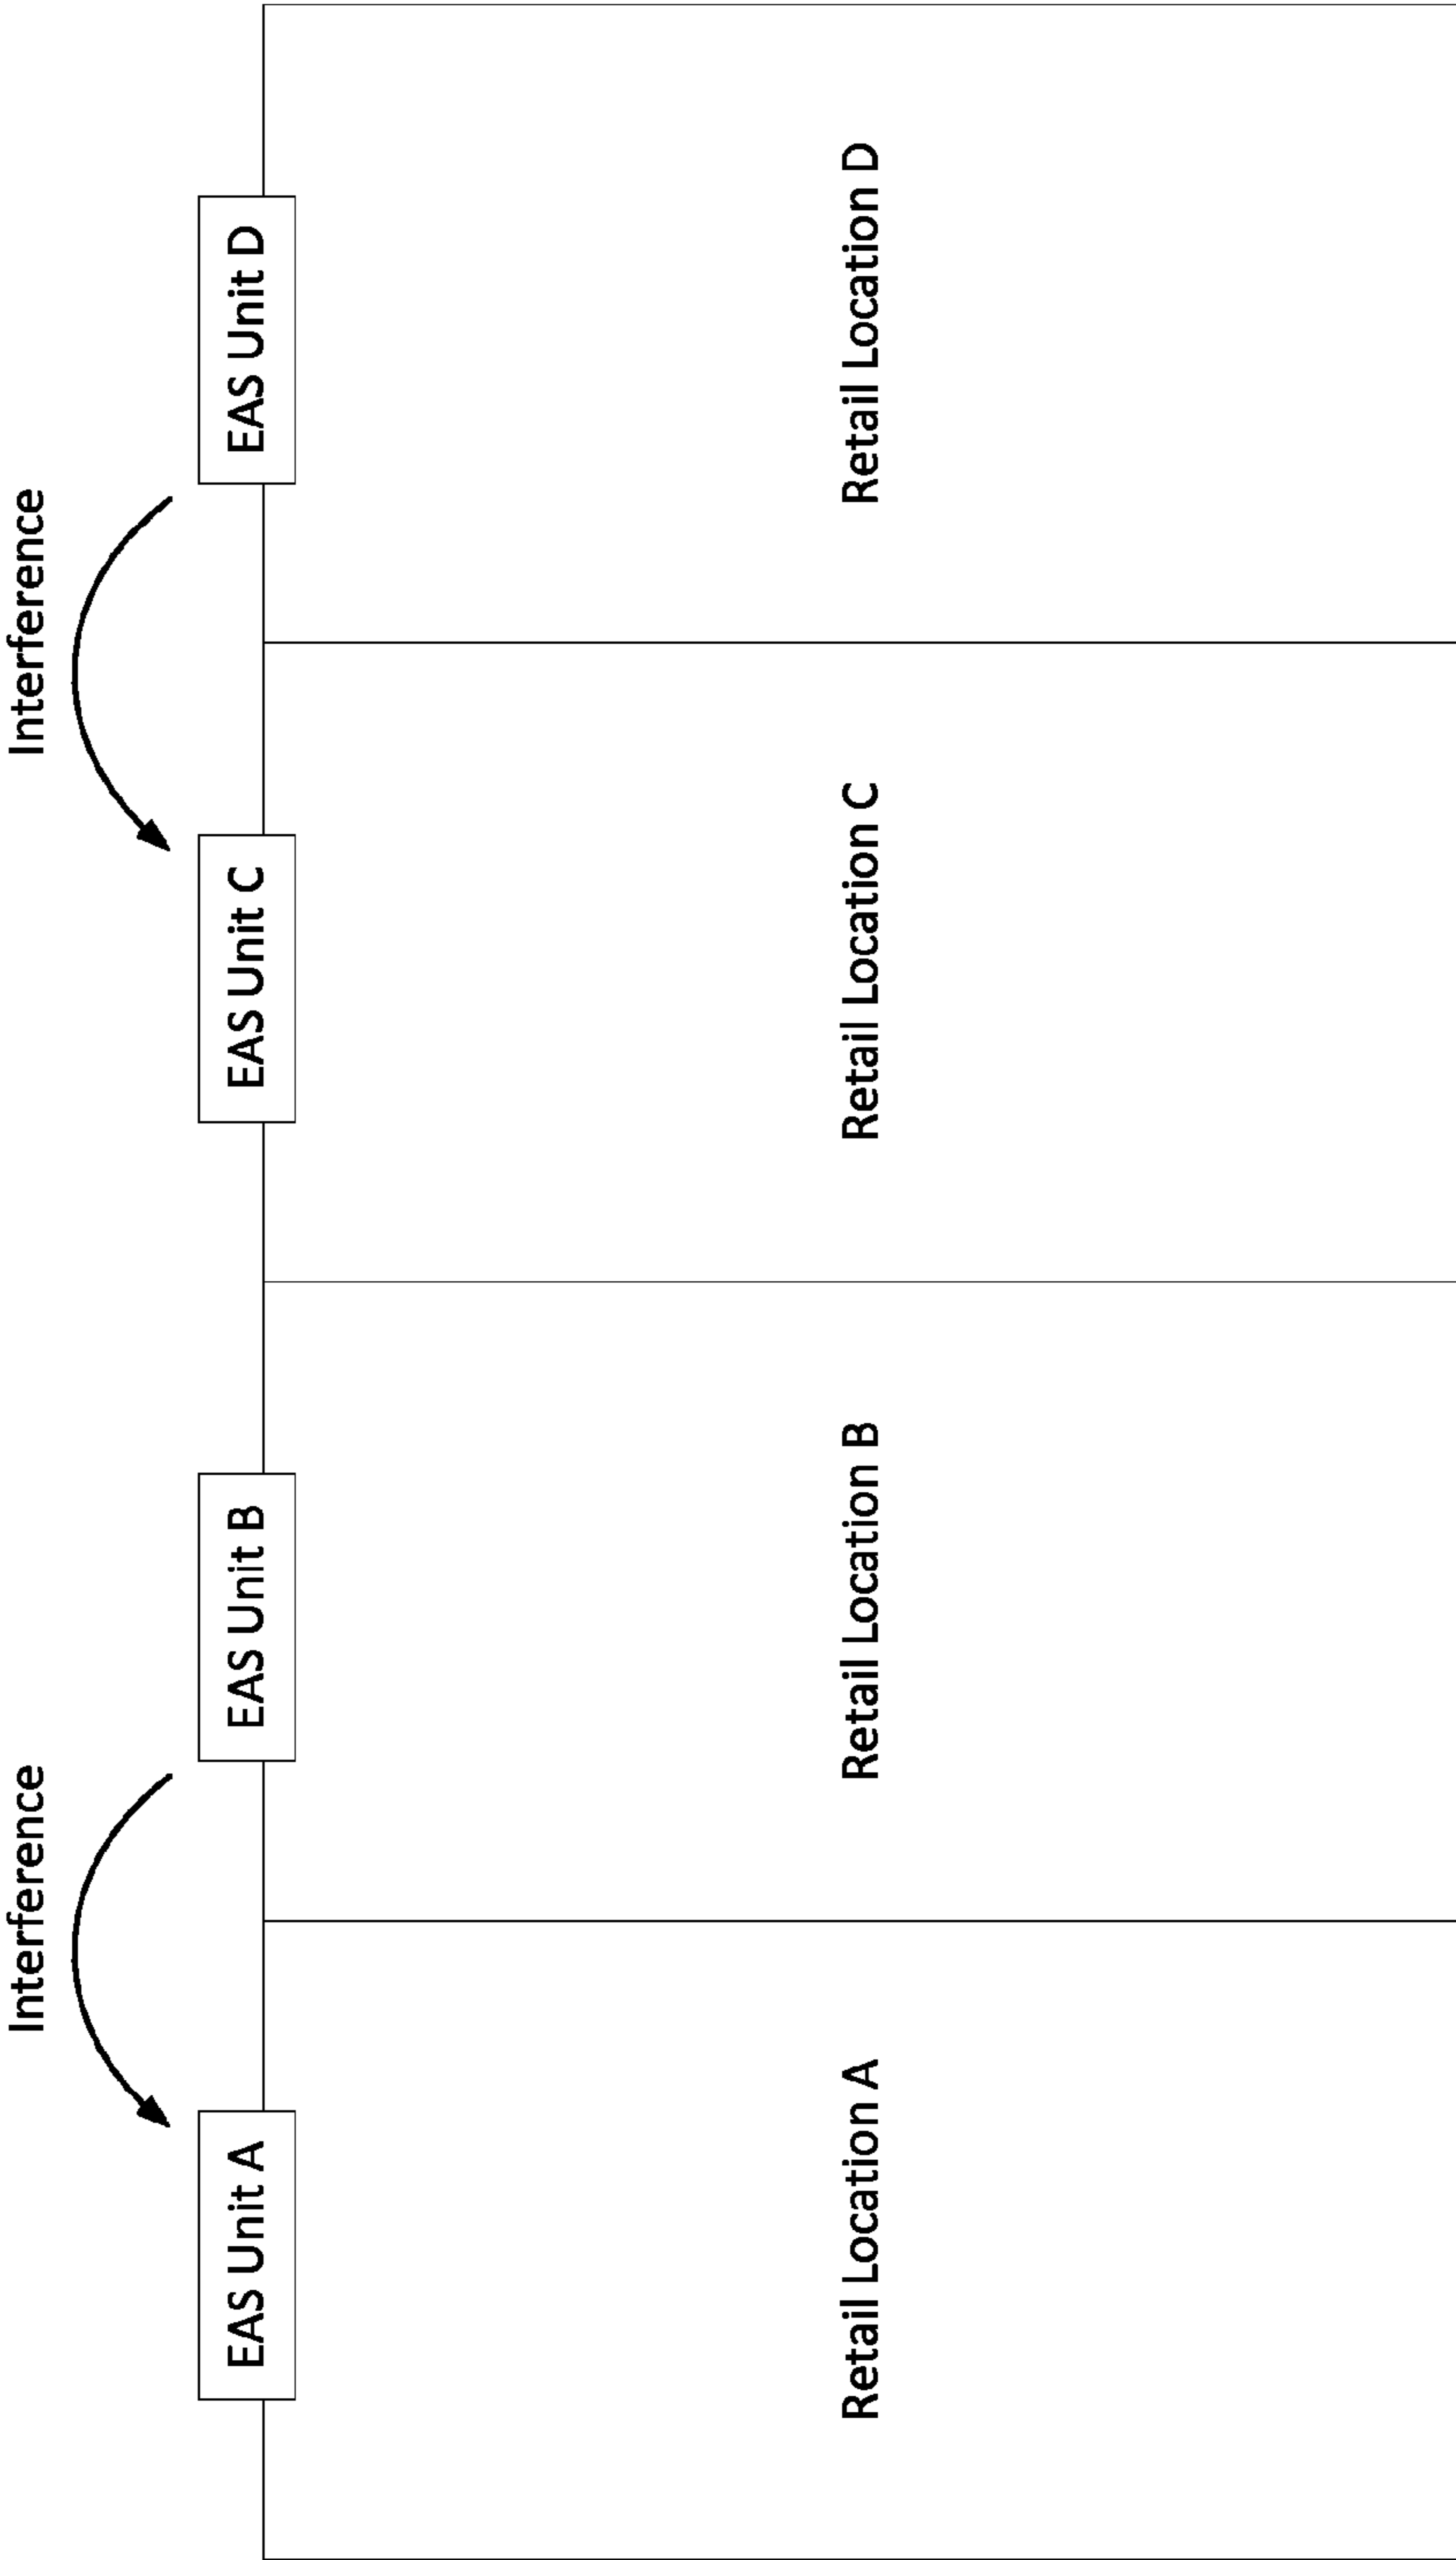 Interference
Interference
EAS Unit A
EAS Unit B
EAS Unit C
EAS Unit D
Retail Location A
Retail Location B
Retail Location C
Retail Location D